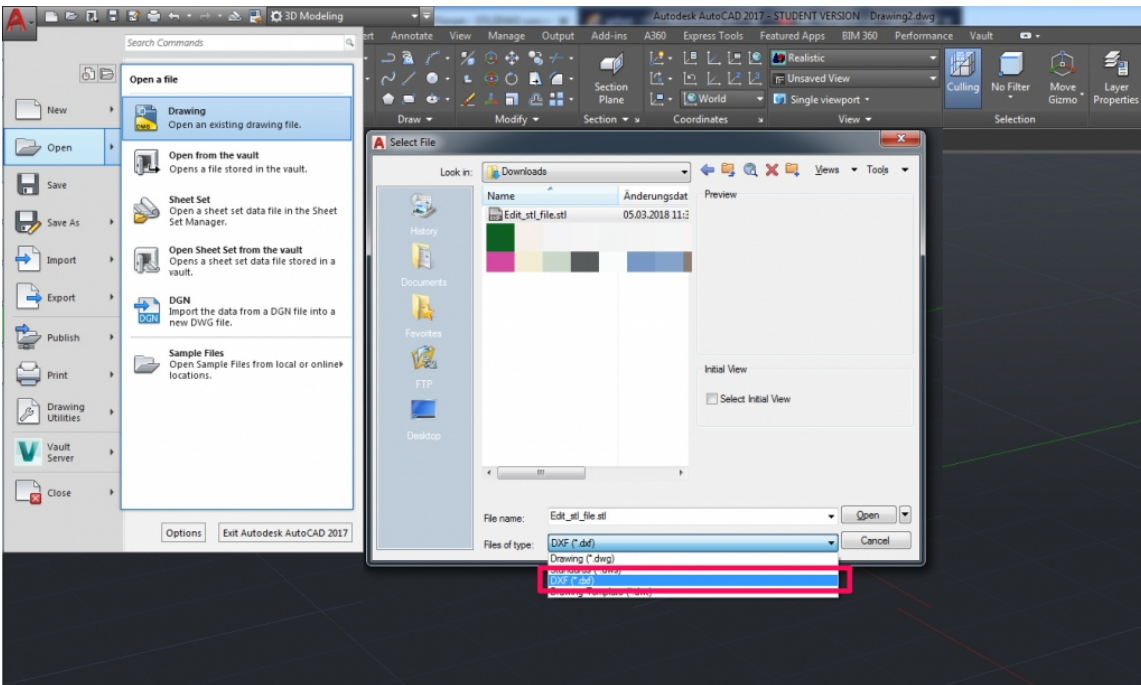 3D Modeling
Autodesk AutoCAD 2017 - STUDENT VERSION Drawing2.dwg
Search Commands
ert Annotate View Manage Output Add-ins A360 Express Tools Featured Apps BIM 360 Performance Vault
Open a file
New
Open
Save
Save As
Import
Export
Publish
Print
Drawing
Utilities
Vault
Server
Close
Drawing
Open an existing drawing file.
DWG
Open from the vault
Opens a file stored in the vault.
Sheet Set
Open a sheet set data file in the Sheet
Set Manager.
Open Sheet Set from the vault
Opens a sheet set data file stored in a
vault.
DGN
DGN
Import the data from a DGN file into a
new DWG file.
Sample Files
Open Sample Files from local or online
locations.
Options
Exit Autodesk AutoCAD 2017
Section
Plane
World
Realistic
Unsaved View
Single viewport
Culling
No Filter
Move
Gizmo
Layer
Properties
Draw
Modify
Section
Coordinates
View
Selection
Select File
Look in:
Downloads
Views
Tools
History
Documents
Favorites
FTP
Desktop
Name
Änderungsdat
Edit_stl_file.stl
05.03.2018 11:3
Preview
Initial View
Select Initial View
File name:
Edit_stl_file.stl
Open
Files of type:
DXF (*.dxf)
Cancel
Drawing (*.dwg)
Standards (*.dws)
DXF (*.dxf)
Drawing Template (*.dwt)